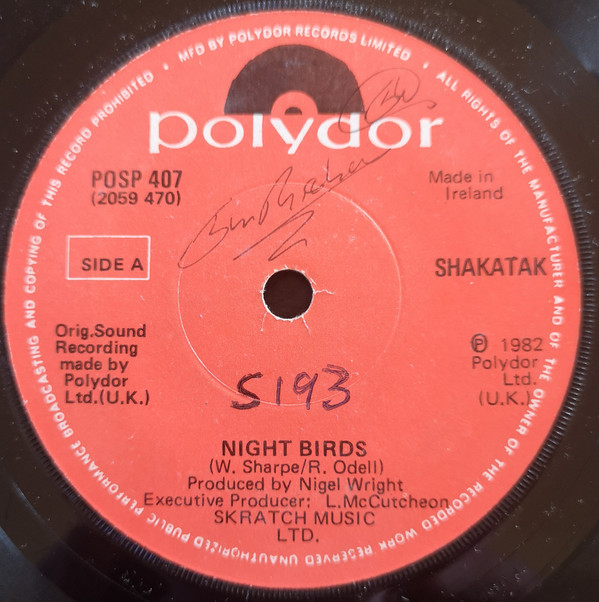 UNAUTHORIZED PUBLIC PERFORMANCE BROADCASTING AND COPYING OF THIS RECORD PROHIBITED • MFD BY POLYDOR RECORDS LIMITED • ALL RIGHTS OF THE MANUFACTURER AND OF THE OWNER OF THE RECORDED WORK RESERVED
polydor
POSP 407
(2059 470)
Made in
Ireland
SIDE A
SHAKATAK
Orig.Sound
Recording
made by
Polydor
Ltd.(U.K.)
Ⓟ 1982
Polydor
Ltd.
(U.K.)
5193
NIGHT BIRDS
(W. Sharpe/R. Odell)
Produced by Nigel Wright
Executive Producer: L.McCutcheon
SKRATCH MUSIC
LTD.